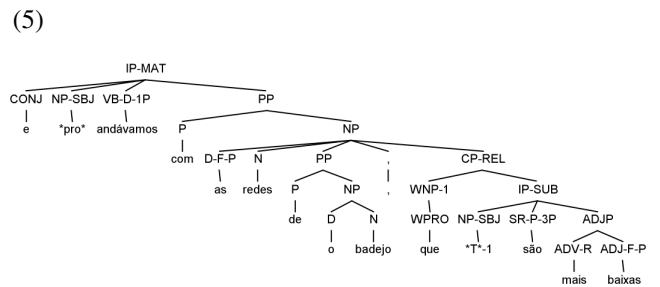 (5)
IP-MAT
CONJ NP-SBJ VB-D-1P PP
e *pro* andávamos P NP
com D-F-P N PP , CP-REL
as redes P NP , WNP-1 IP-SUB
de D N WPRO NP-SBJ SR-P-3P ADJP
o badejo que *T*-1 são ADV-R ADJ-F-P
mais baixas